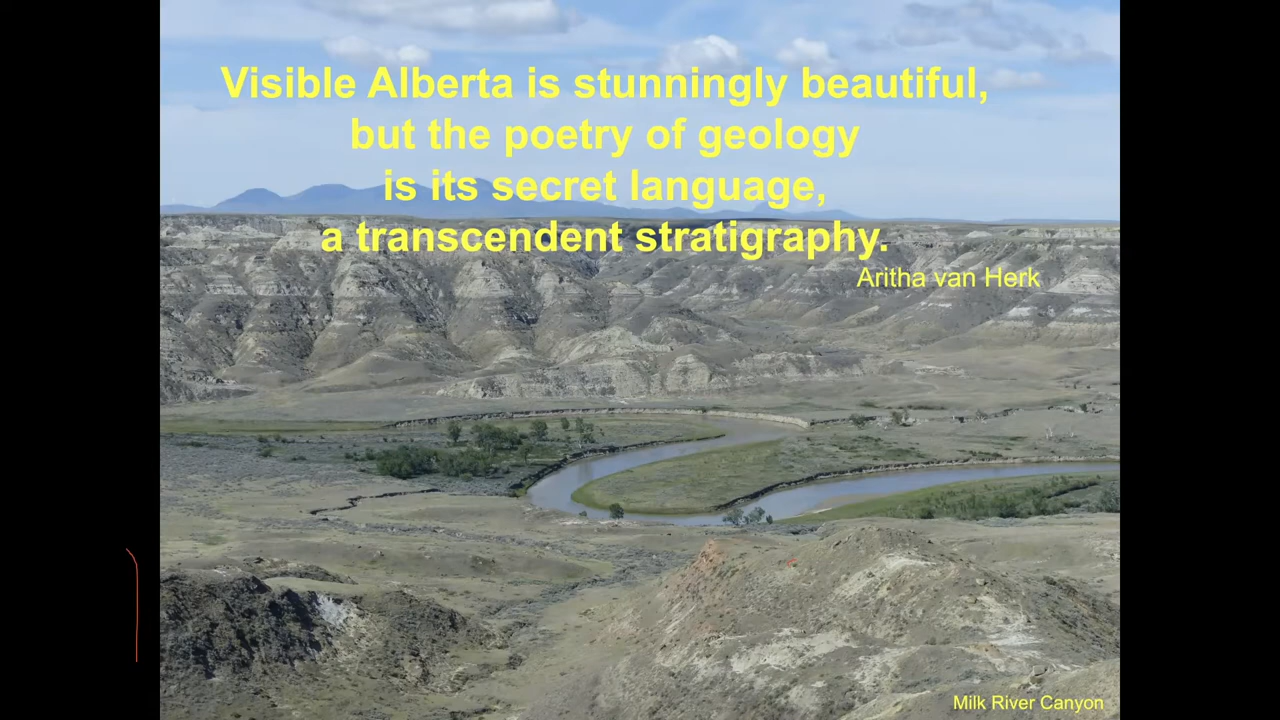 Visible Alberta is stunningly beautiful,
but the poetry of geology
is its secret language,
a transcendent stratigraphy.
Aritha van Herk
Milk River Canyon